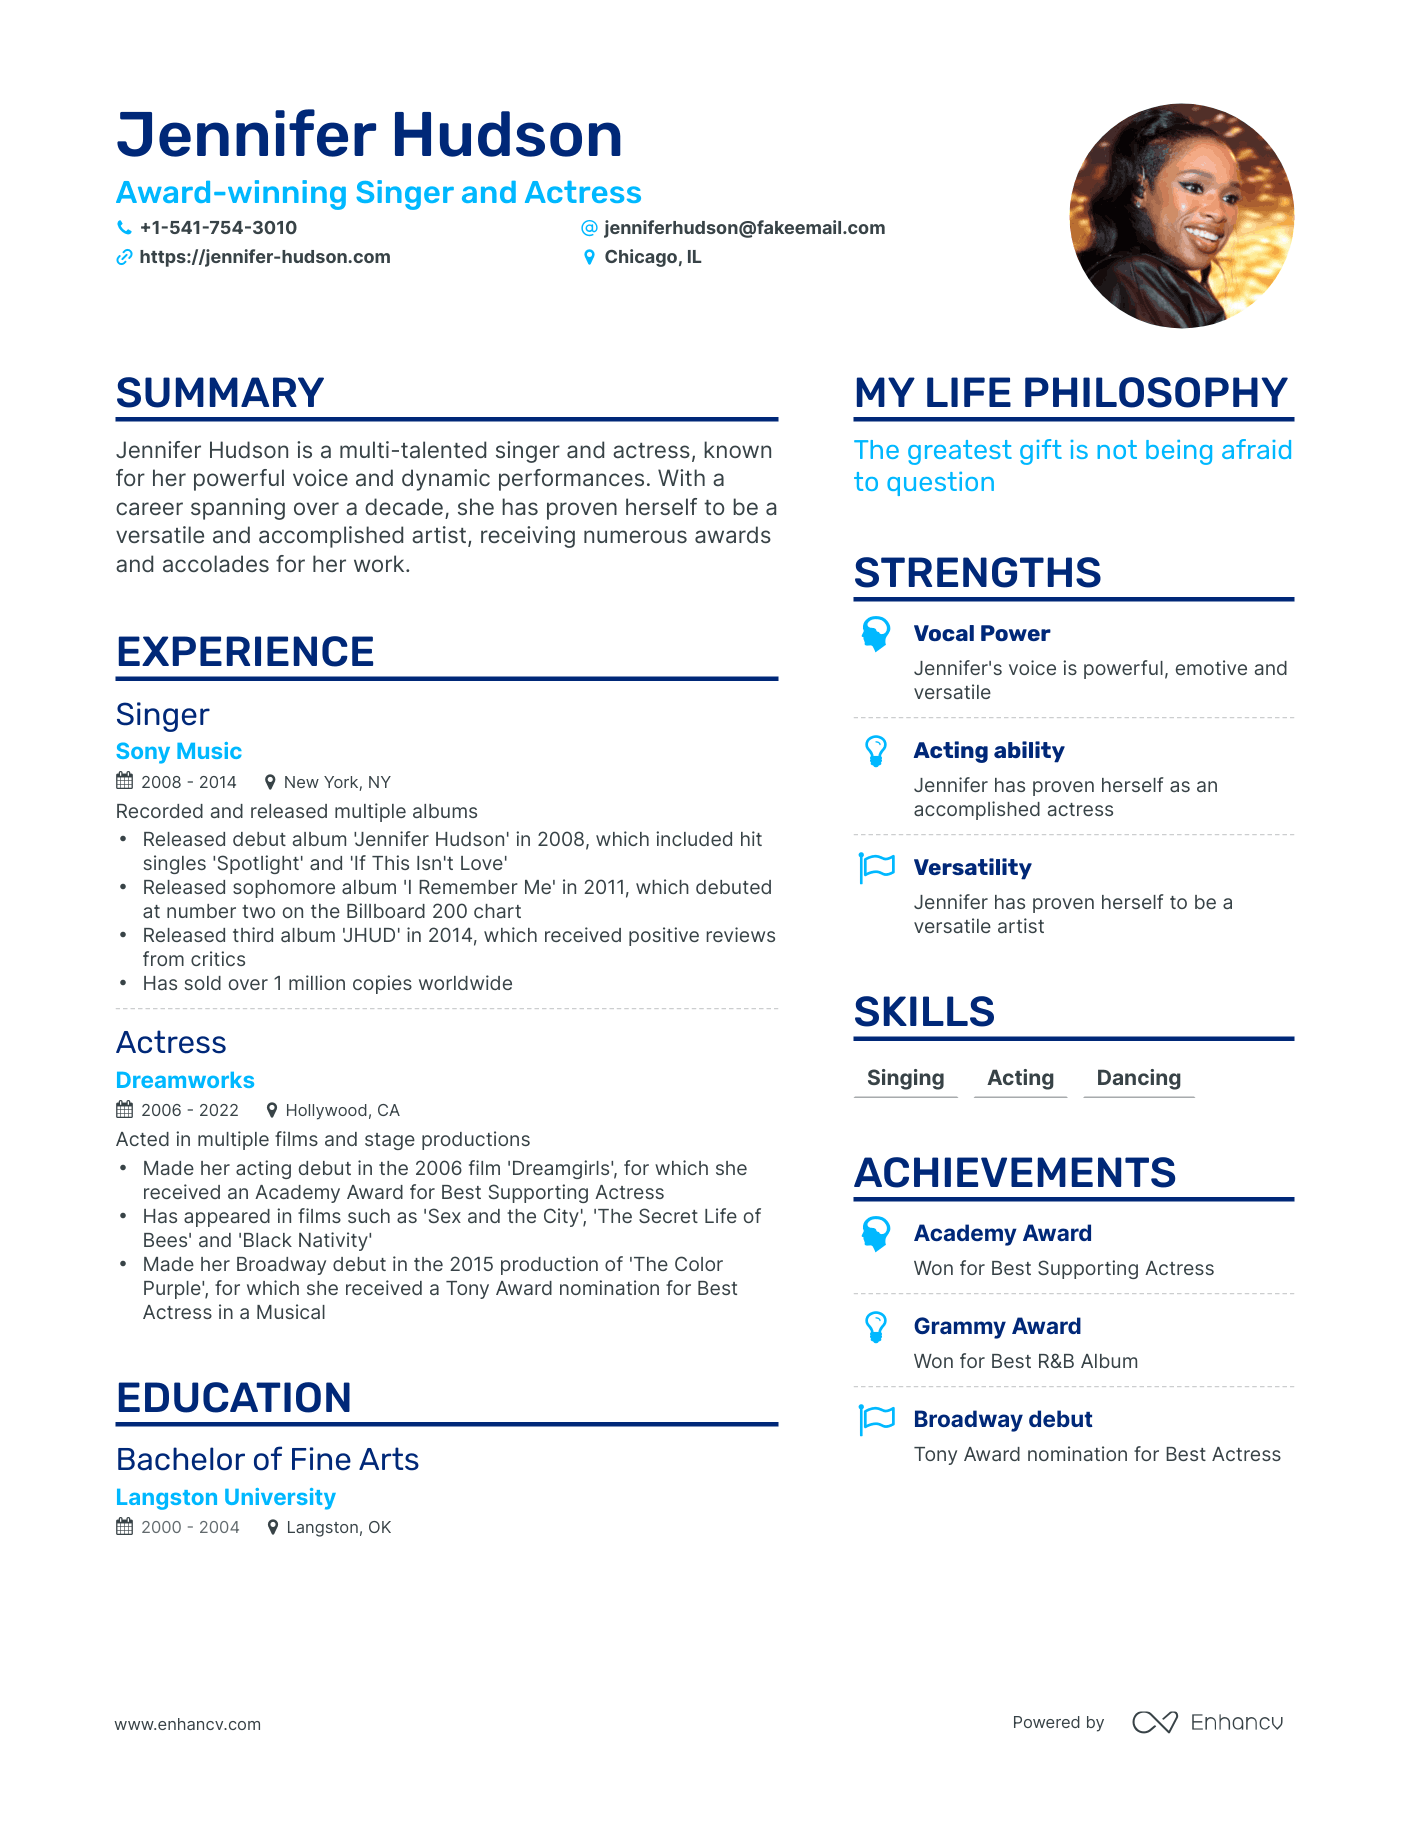 Jennifer Hudson
Award-winning Singer and Actress
+1-541-754-3010
jenniferhudson@fakeemail.com
https://jennifer-hudson.com
Chicago, IL
SUMMARY
Jennifer Hudson is a multi-talented singer and actress, known
for her powerful voice and dynamic performances. With a
career spanning over a decade, she has proven herself to be a
versatile and accomplished artist, receiving numerous awards
and accolades for her work.
EXPERIENCE
Singer
Sony Music
2008 - 2014 New York, NY
Recorded and released multiple albums
• Released debut album 'Jennifer Hudson' in 2008, which included hit
singles 'Spotlight' and 'If This Isn't Love'
• Released sophomore album 'I Remember Me' in 2011, which debuted
at number two on the Billboard 200 chart
• Released third album 'JHUD' in 2014, which received positive reviews
from critics
• Has sold over 1 million copies worldwide
Actress
Dreamworks
2006 - 2022 Hollywood, CA
Acted in multiple films and stage productions
• Made her acting debut in the 2006 film 'Dreamgirls', for which she
received an Academy Award for Best Supporting Actress
• Has appeared in films such as 'Sex and the City', 'The Secret Life of
Bees' and 'Black Nativity'
• Made her Broadway debut in the 2015 production of 'The Color
Purple', for which she received a Tony Award nomination for Best
Actress in a Musical
EDUCATION
Bachelor of Fine Arts
Langston University
2000 - 2004 Langston, OK
MY LIFE PHILOSOPHY
The greatest gift is not being afraid
to question
STRENGTHS
Vocal Power
Jennifer's voice is powerful, emotive and
versatile
Acting ability
Jennifer has proven herself as an
accomplished actress
Versatility
Jennifer has proven herself to be a
versatile artist
SKILLS
Singing Acting Dancing
ACHIEVEMENTS
Academy Award
Won for Best Supporting Actress
Grammy Award
Won for Best R&B Album
Broadway debut
Tony Award nomination for Best Actress
www.enhancv.com
Powered by Enhancv